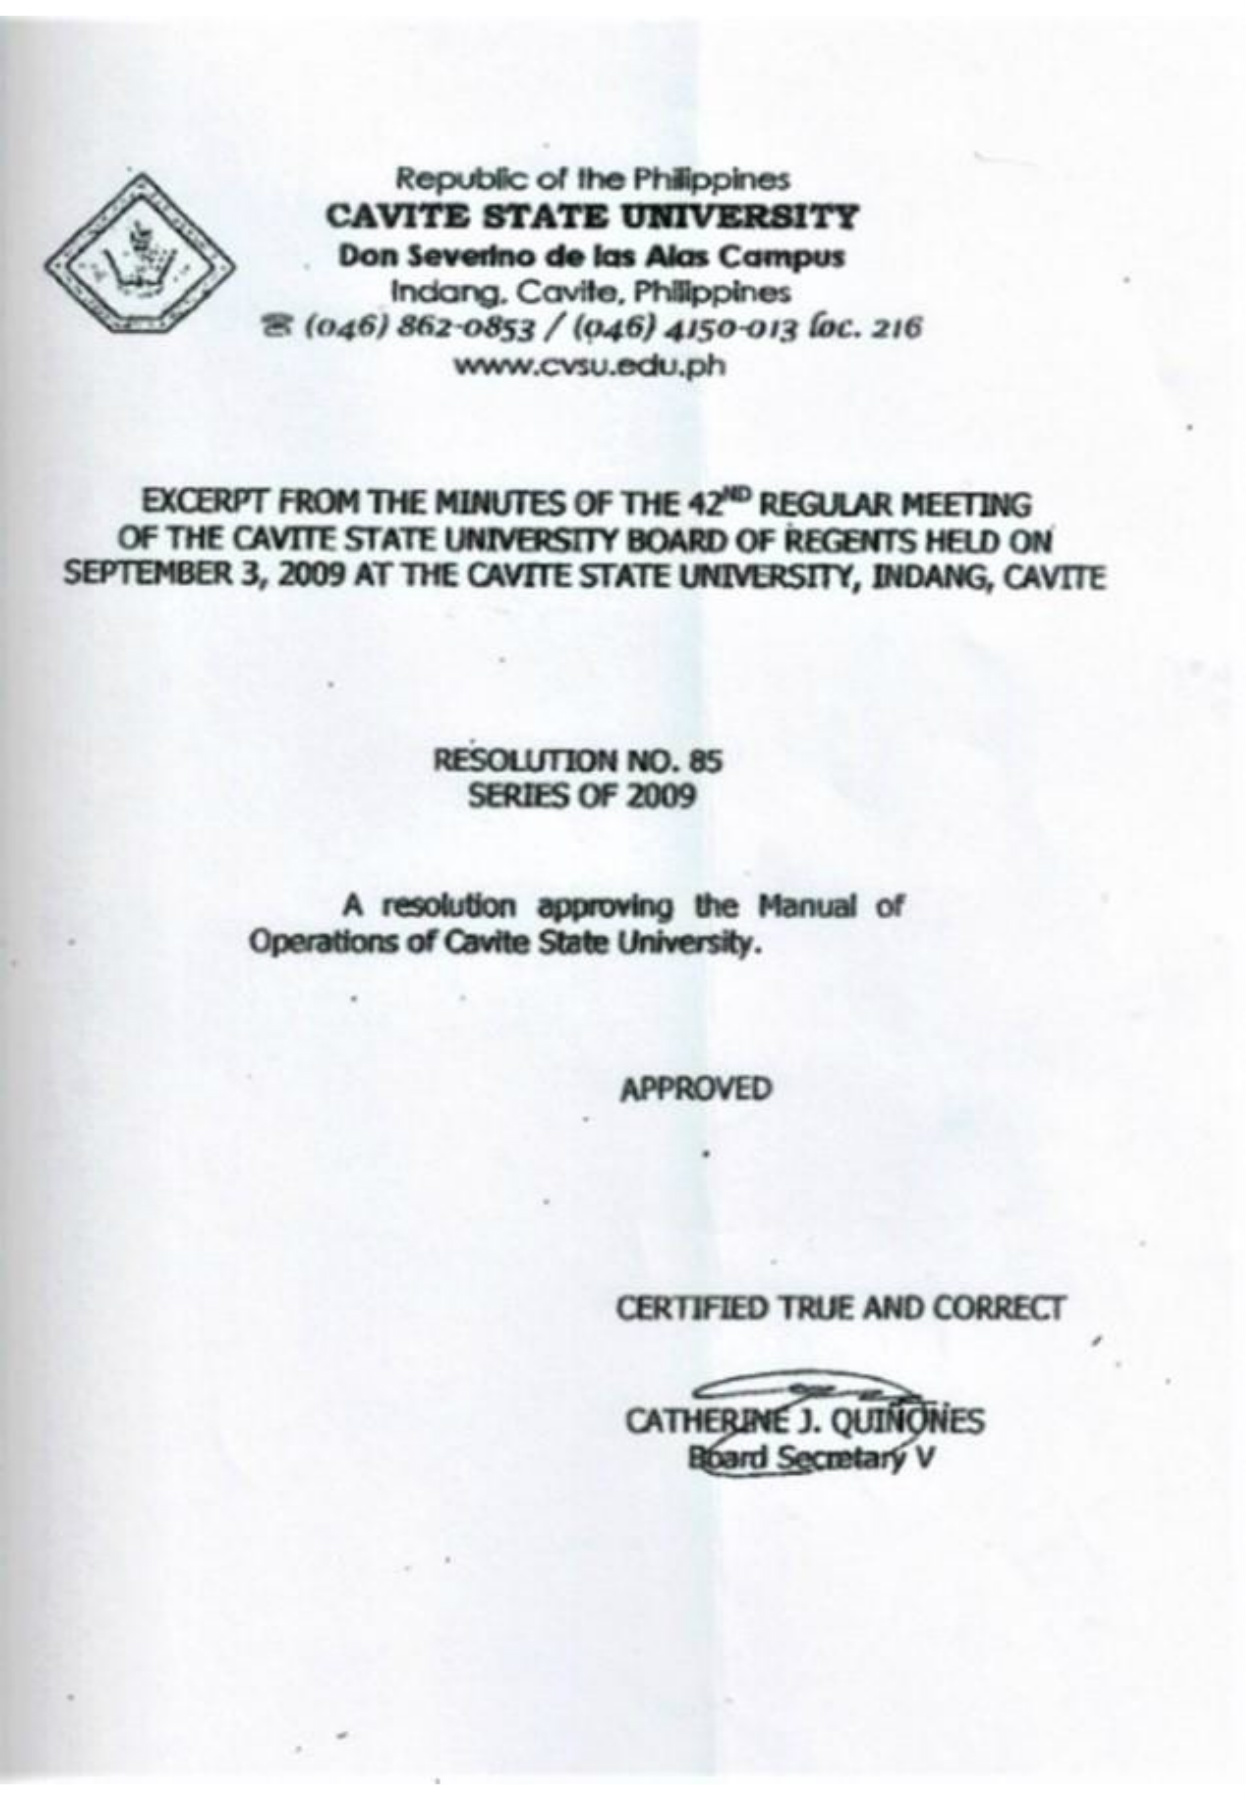 Republic of the Philippines
CAVITE STATE UNIVERSITY
Don Severino de las Alas Campus
Indang, Cavite, Philippines
☎ (046) 862-0853 / (046) 4150-013 loc. 216
www.cvsu.edu.ph
EXCERPT FROM THE MINUTES OF THE 42ND REGULAR MEETING
OF THE CAVITE STATE UNIVERSITY BOARD OF REGENTS HELD ON
SEPTEMBER 3, 2009 AT THE CAVITE STATE UNIVERSITY, INDANG, CAVITE
RESOLUTION NO. 85
SERIES OF 2009
A resolution approving the Manual of
Operations of Cavite State University.
APPROVED
CERTIFIED TRUE AND CORRECT
CATHERINE J. QUIÑONES
Board Secretary V